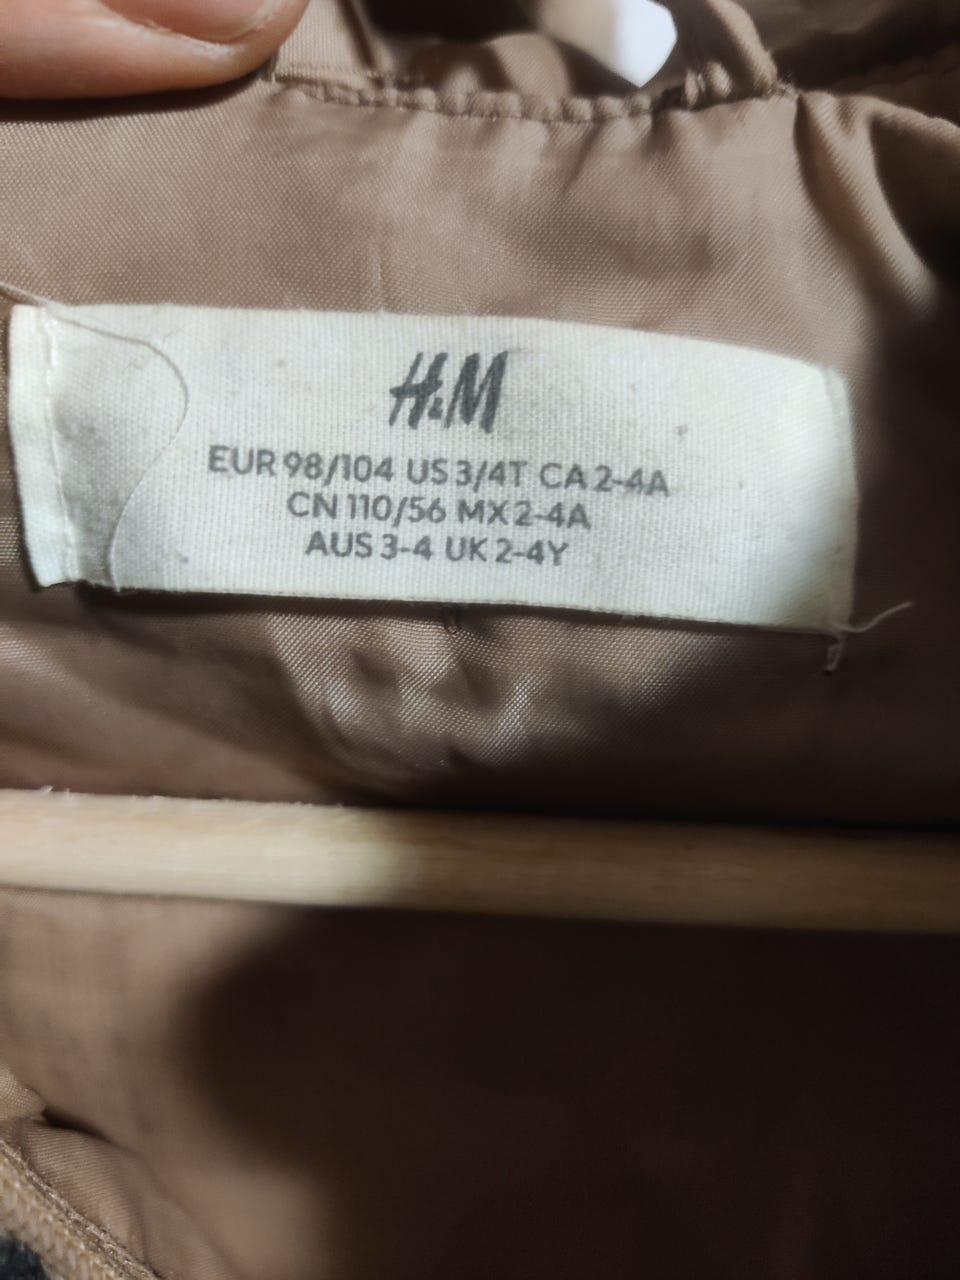 H&M
EUR 98/104 US 3/4T CA 2-4A
CN 110/56 MX 2-4A
AUS 3-4 UK 2-4Y